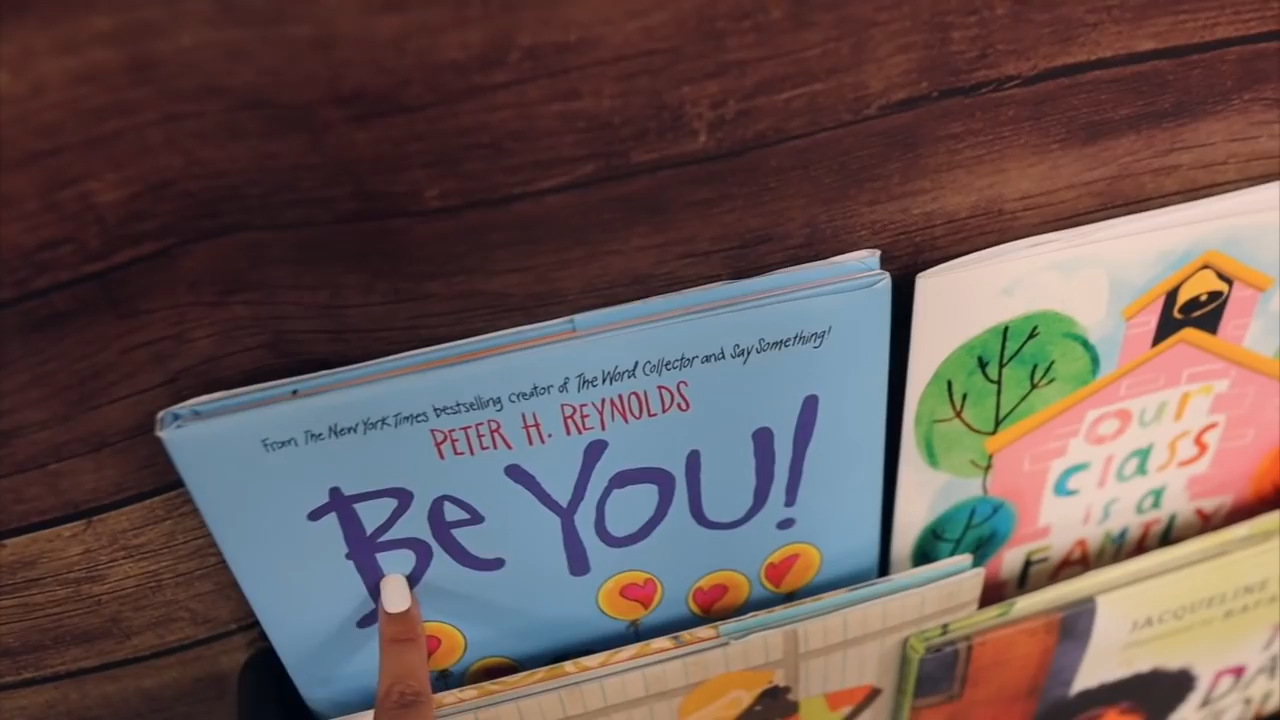 From The New York Times bestselling creator of The Word Collector and Say Something!
PETER H. REYNOLDS
Be YOU!
our
class
is a
FAMILY
JACQUELINE